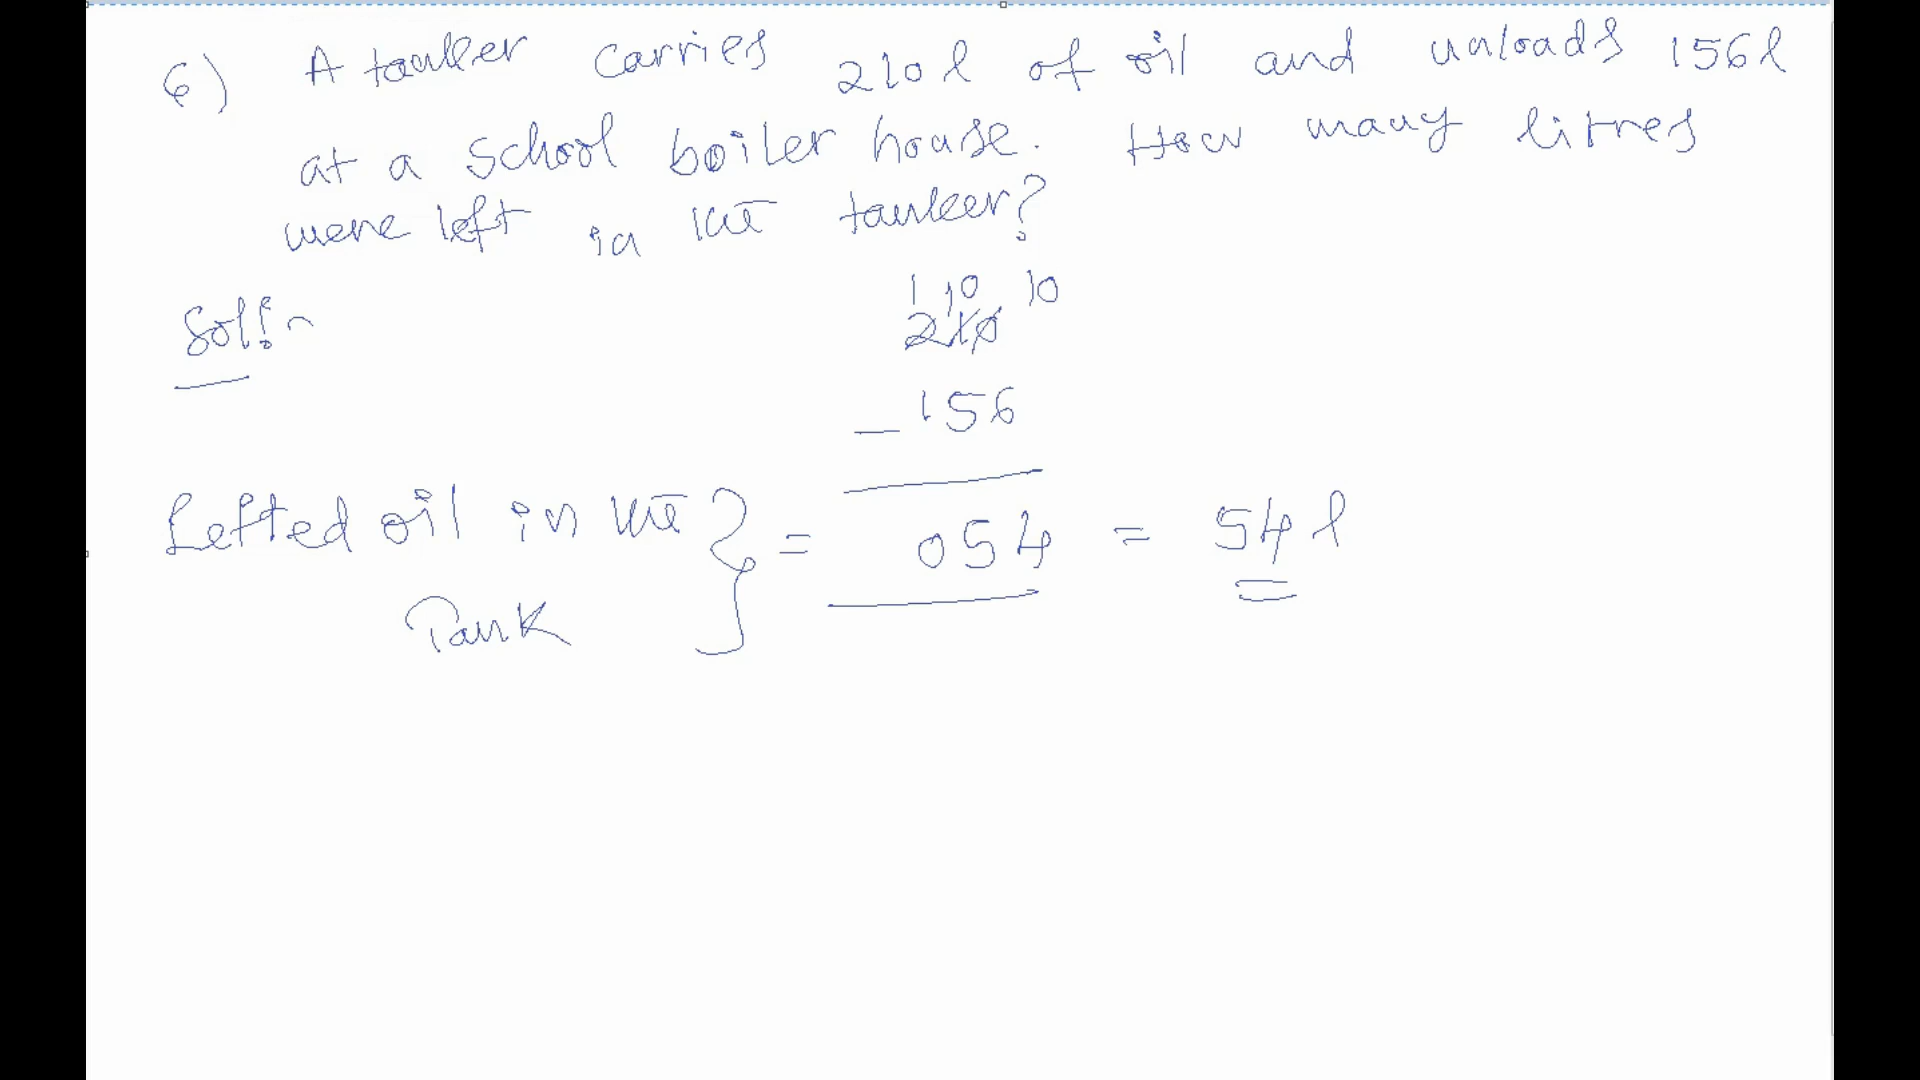 6) A tanker carries 210 l of oil and unloads 156 l
at a school boiler house. How many litres
were left in the tanker?
Sol:-
1 10 10
210
- 156
Lefted oil in the } = 054 = 54 l
Tank